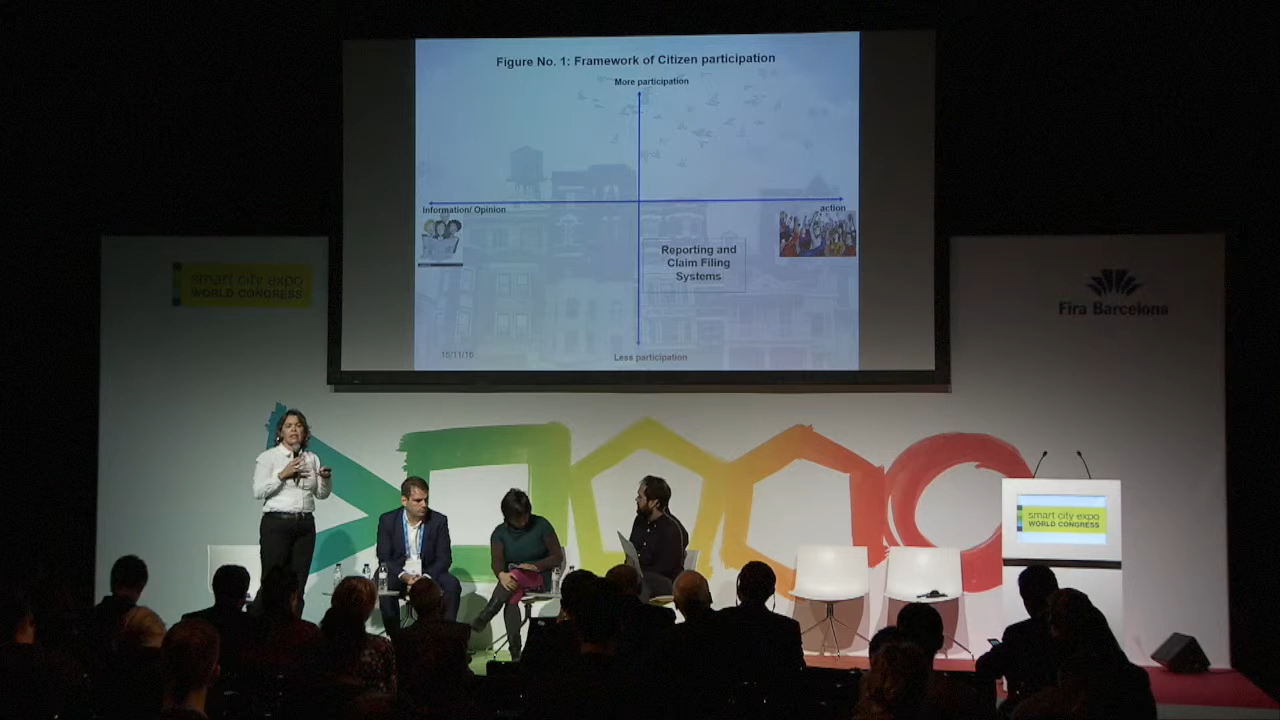 Figure No. 1: Framework of Citizen participation
More participation
Information/ Opinion
action
Reporting and
Claim Filing
Systems
15/11/16
Less participation
smart city expo
WORLD CONGRESS
Fira Barcelona
smart city expo
WORLD CONGRESS